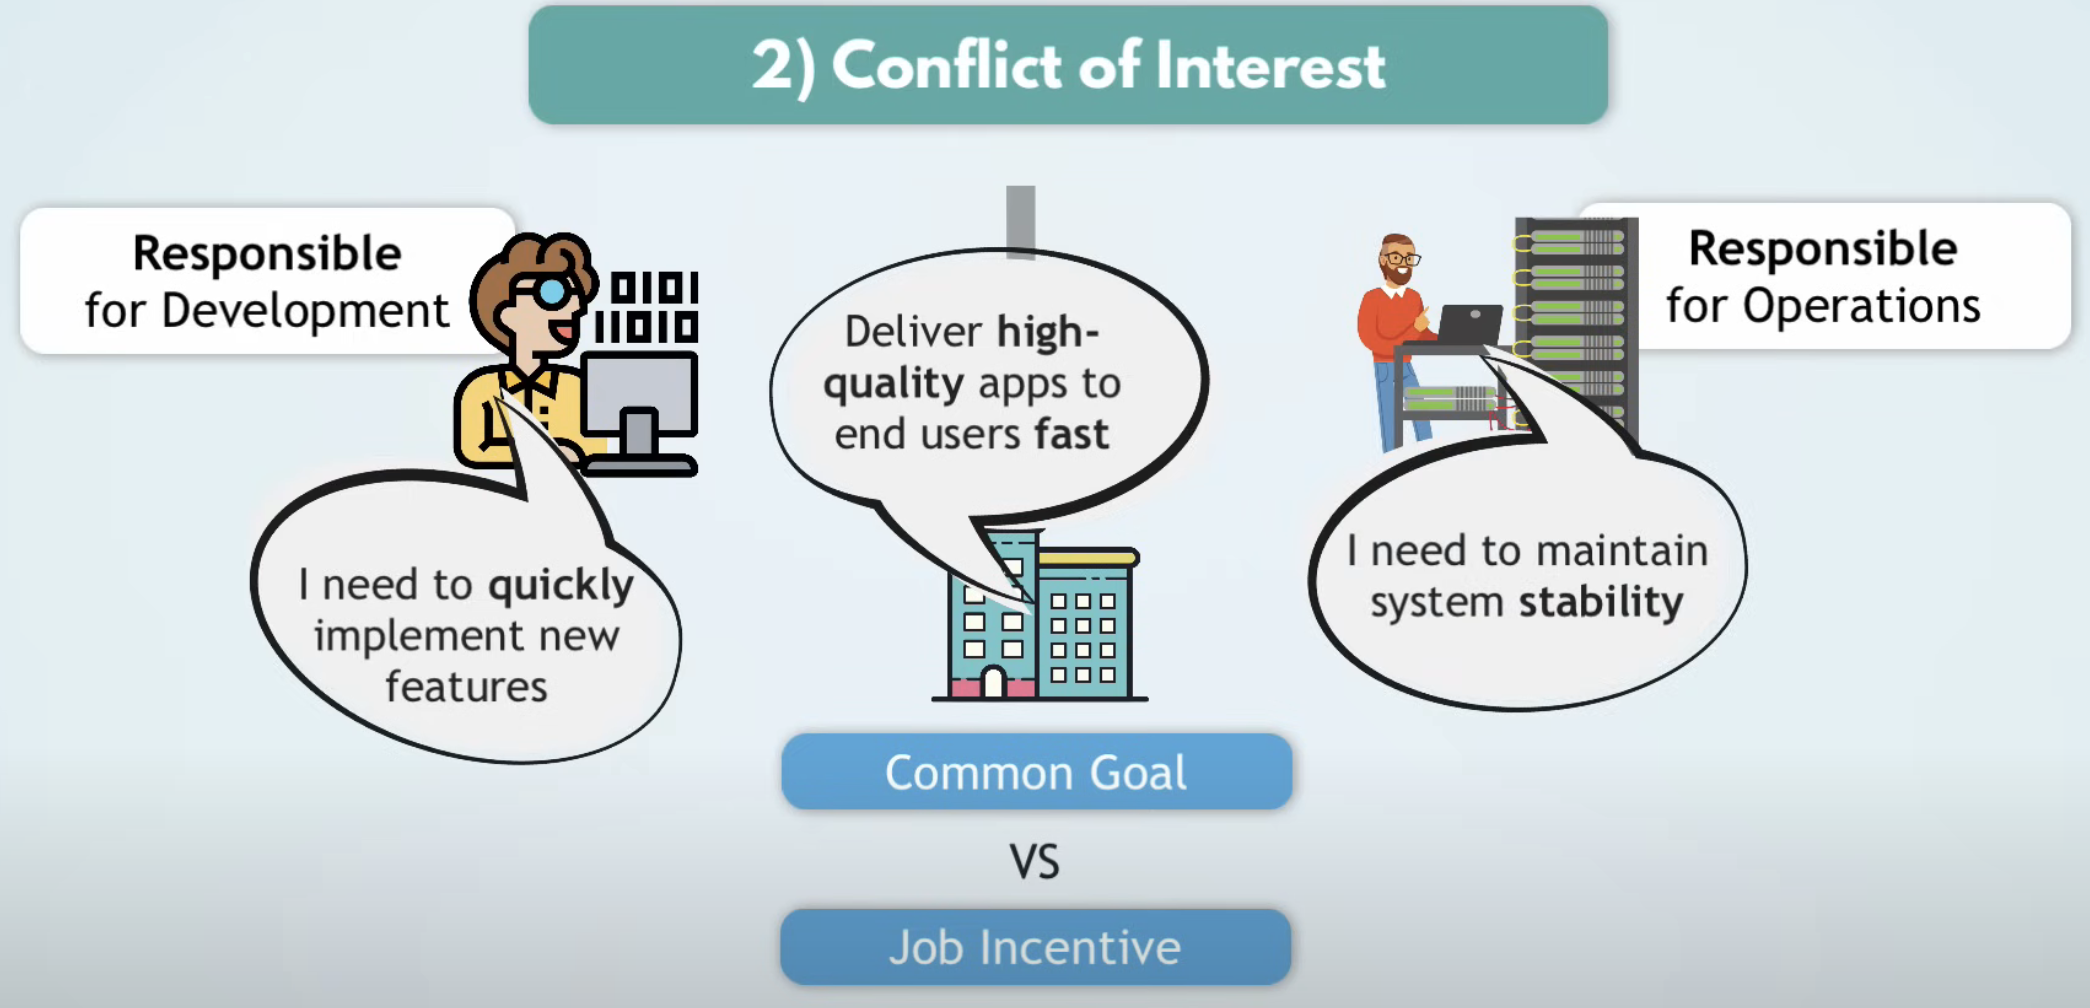 2) Conflict of Interest
Responsible
for Development
0101
11010
Deliver high-
quality apps to
end users fast
Responsible
for Operations
I need to quickly
implement new
features
I need to maintain
system stability
Common Goal
VS
Job Incentive